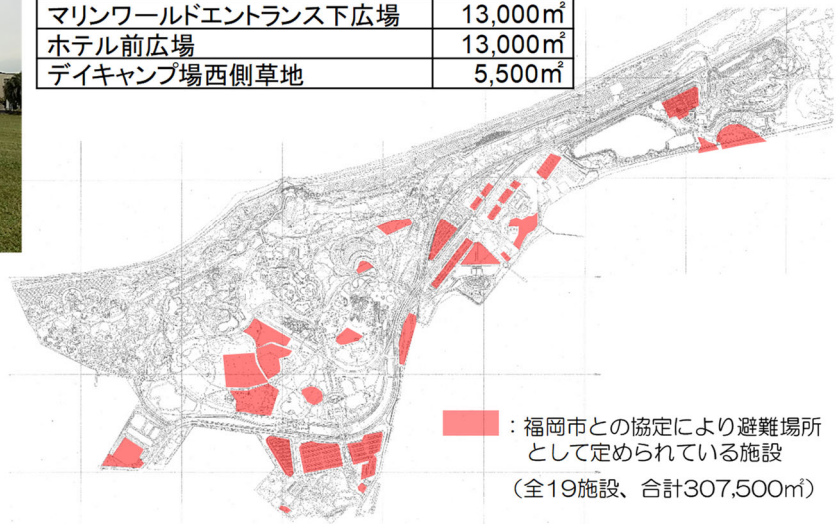 マリンワールドエントランス下広場 13,000㎡
ホテル前広場 13,000㎡
デイキャンプ場西側草地 5,500㎡
：福岡市との協定により避難場所
として定められている施設
（全19施設、合計307,500㎡）